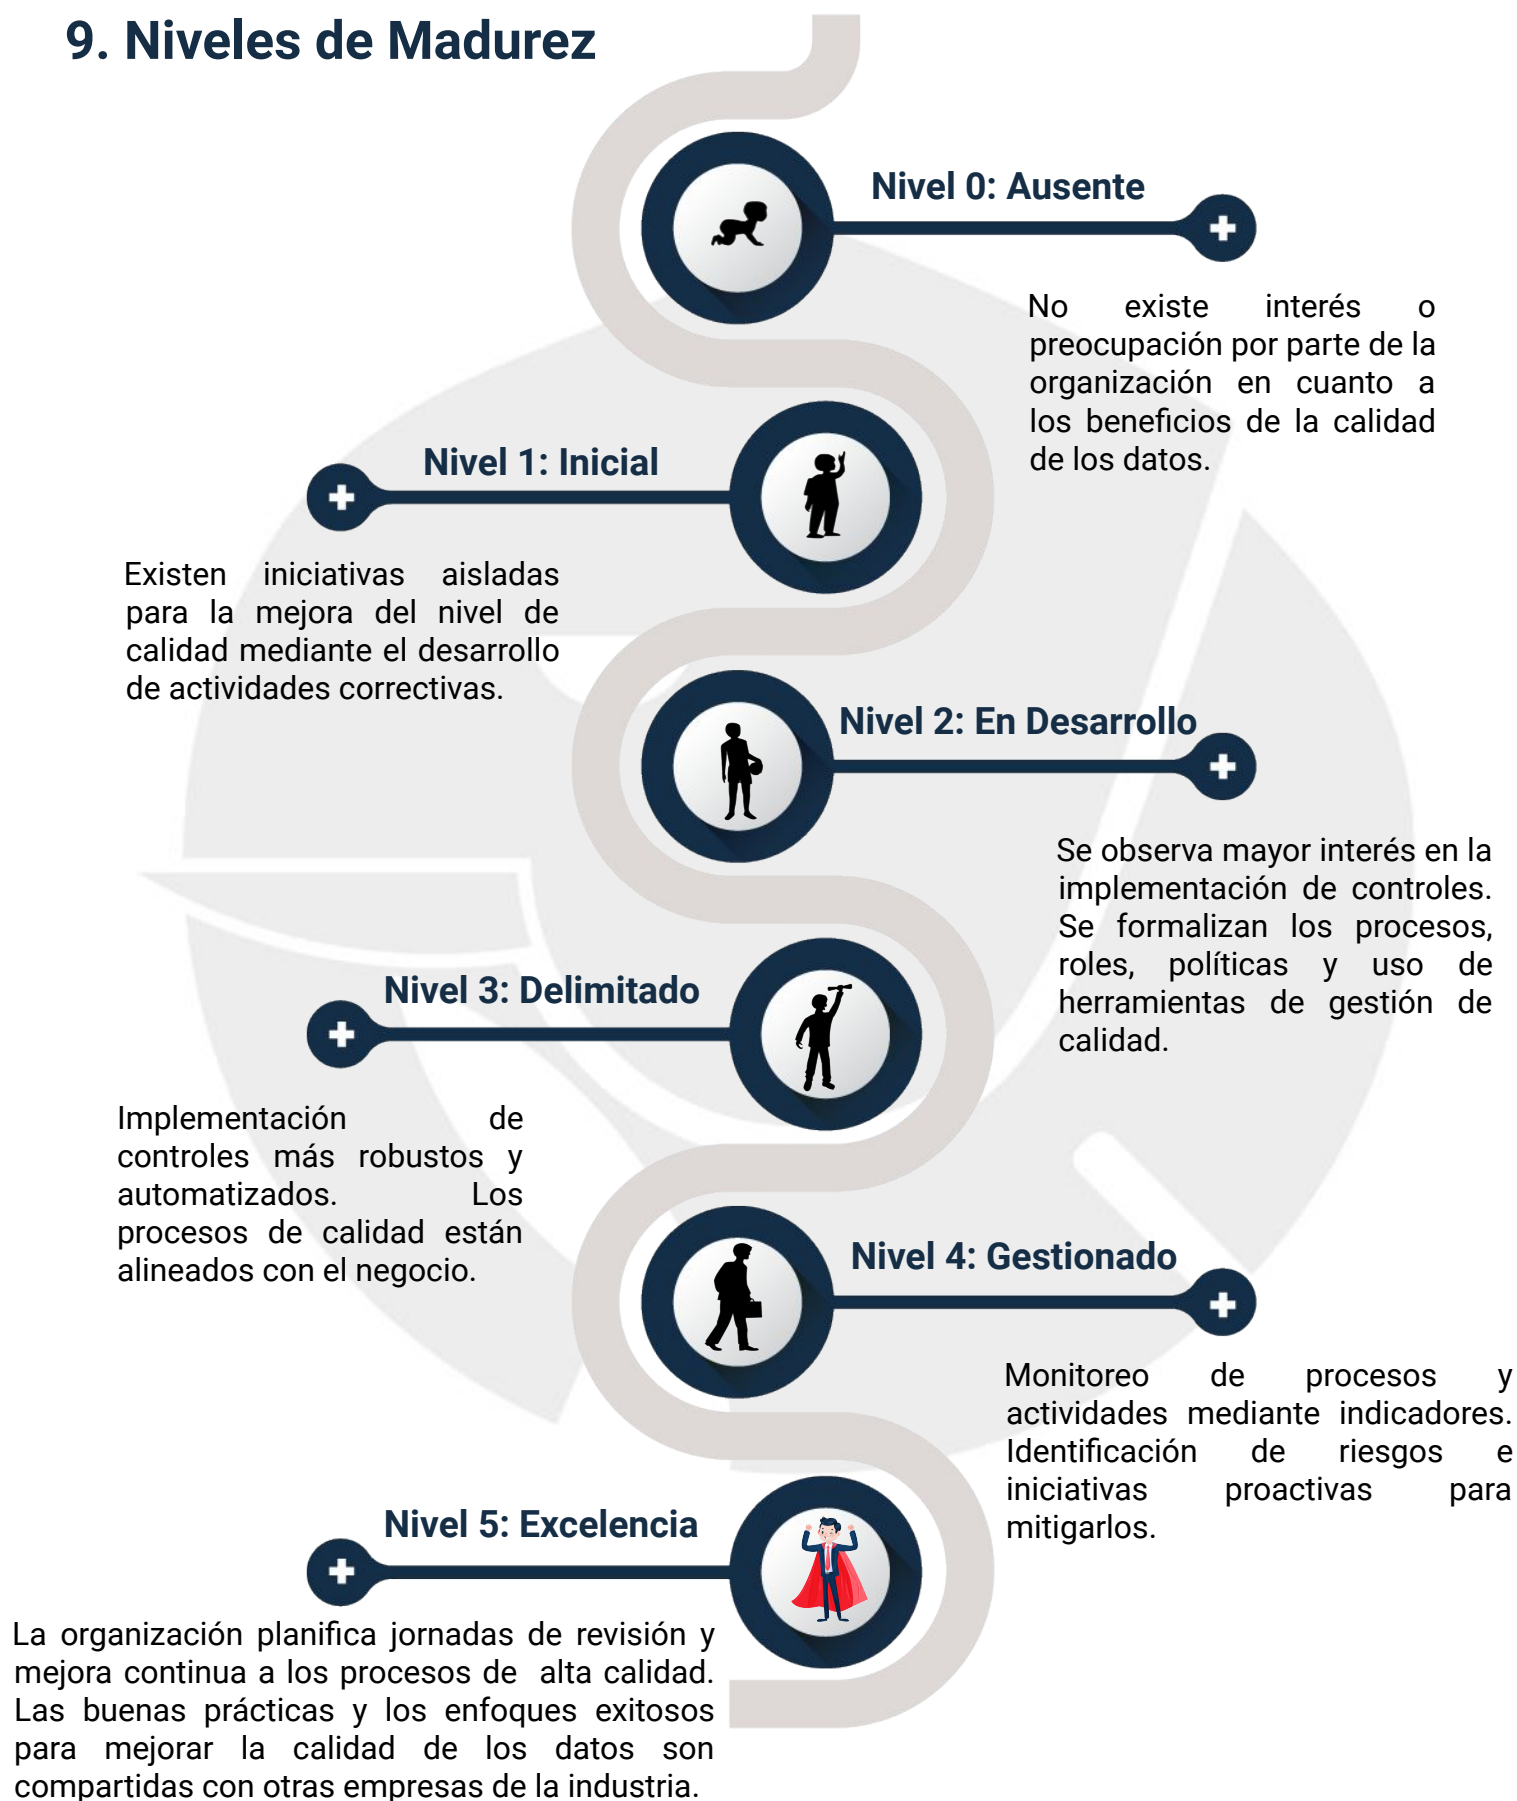 9. Niveles de Madurez
Nivel 0: Ausente
No existe interés o
preocupación por parte de la
organización en cuanto a
los beneficios de la calidad
de los datos.
Nivel 1: Inicial
Existen iniciativas aisladas
para la mejora del nivel de
calidad mediante el desarrollo
de actividades correctivas.
Nivel 2: En Desarrollo
Se observa mayor interés en la
implementación de controles.
Se formalizan los procesos,
roles, políticas y uso de
herramientas de gestión de
calidad.
Nivel 3: Delimitado
Implementación de
controles más robustos y
automatizados. Los
procesos de calidad están
alineados con el negocio.
Nivel 4: Gestionado
Monitoreo de procesos y
actividades mediante indicadores.
Identificación de riesgos e
iniciativas proactivas para
mitigarlos.
Nivel 5: Excelencia
La organización planifica jornadas de revisión y
mejora continua a los procesos de alta calidad.
Las buenas prácticas y los enfoques exitosos
para mejorar la calidad de los datos son
compartidas con otras empresas de la industria.